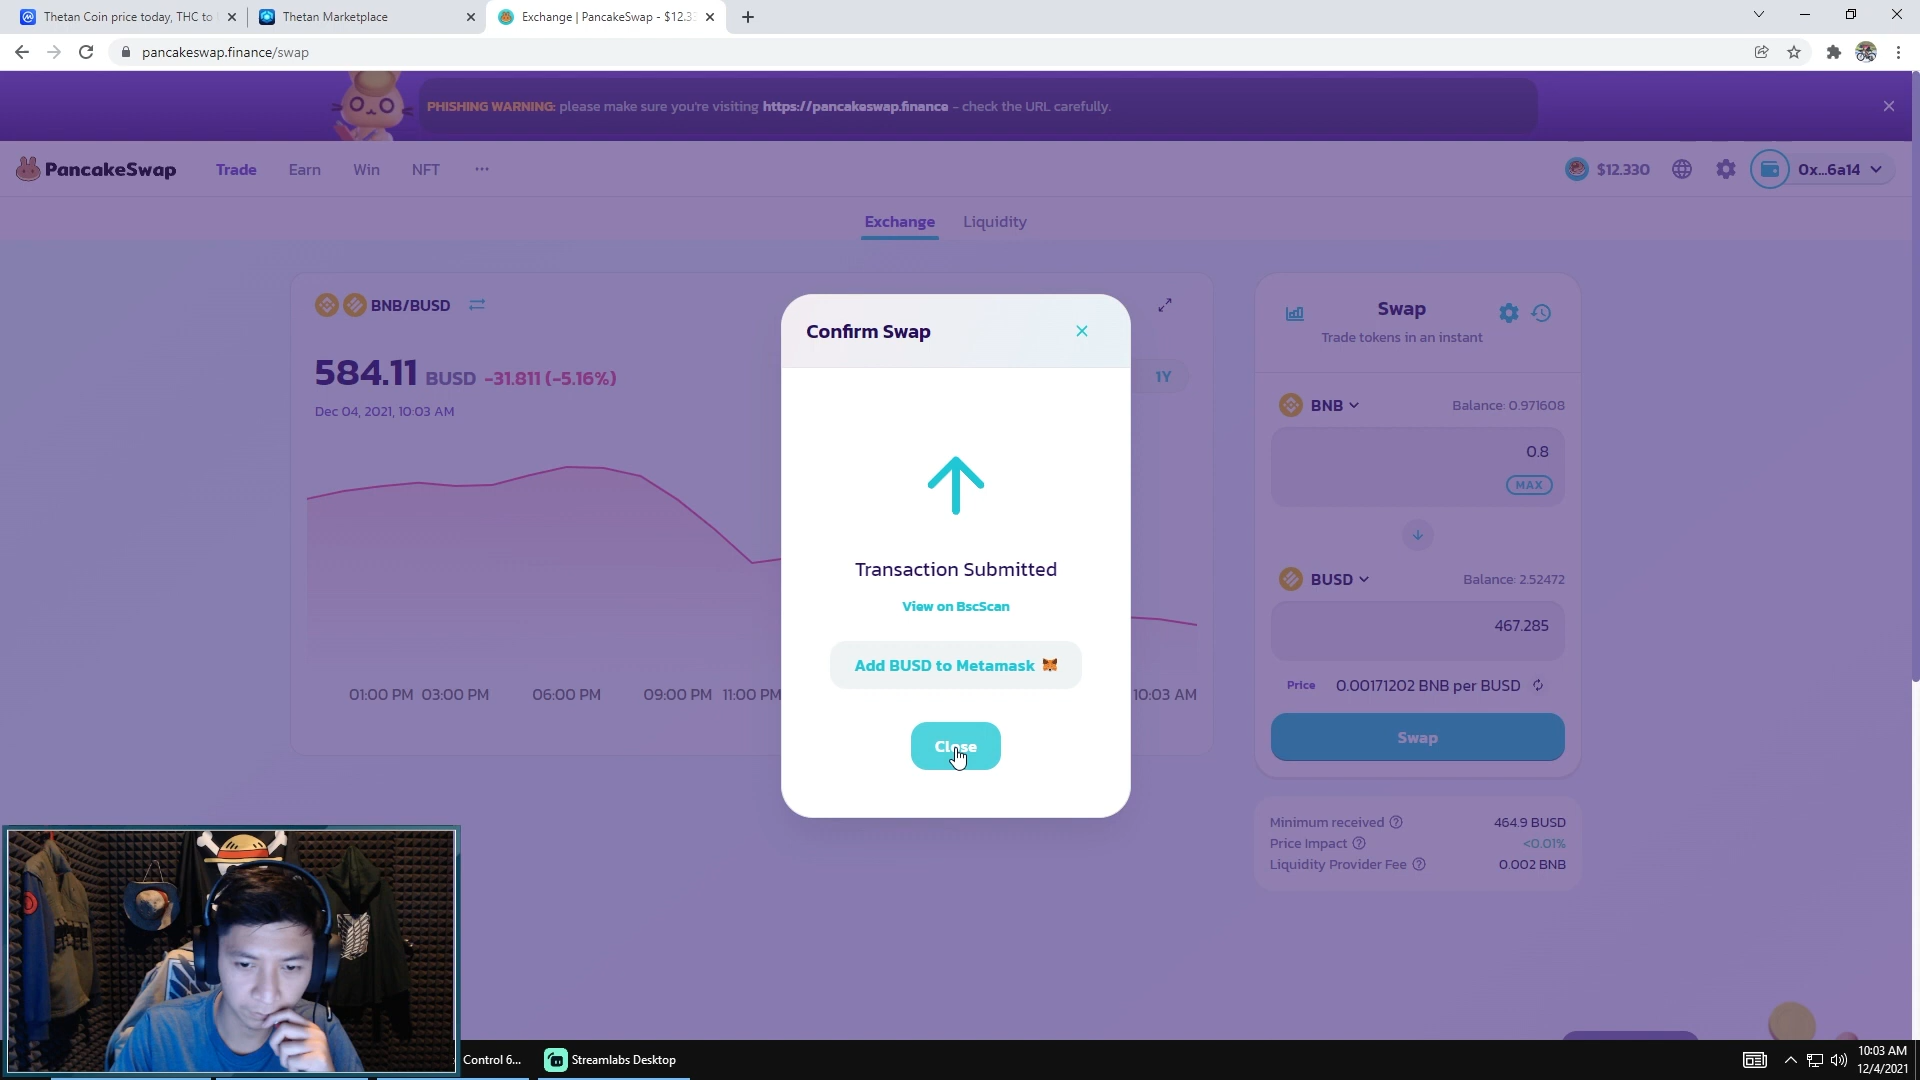 Thetan Coin price today, THC to
Thetan Marketplace
Exchange | PancakeSwap - $12.33
pancakeswap.finance/swap
PHISHING WARNING: please make sure you're visiting https://pancakeswap.finance - check the URL carefully.
PancakeSwap
Trade
Earn
Win
NFT
$12.330
0x...6a14
Exchange
Liquidity
BNB/BUSD
584.11 BUSD -31.811 (-5.16%)
Dec 04, 2021, 10:03 AM
1Y
01:00 PM 03:00 PM 06:00 PM 09:00 PM 11:00 PM 10:03 AM
Confirm Swap
Transaction Submitted
View on BscScan
Add BUSD to Metamask
Close
Swap
Trade tokens in an instant
BNB
Balance: 0.971608
0.8
MAX
BUSD
Balance: 2.52472
467.285
Price 0.00171202 BNB per BUSD
Swap
Minimum received 464.9 BUSD
Price Impact <0.01%
Liquidity Provider Fee 0.002 BNB
Control 6...
Streamlabs Desktop
10:03 AM
12/4/2021